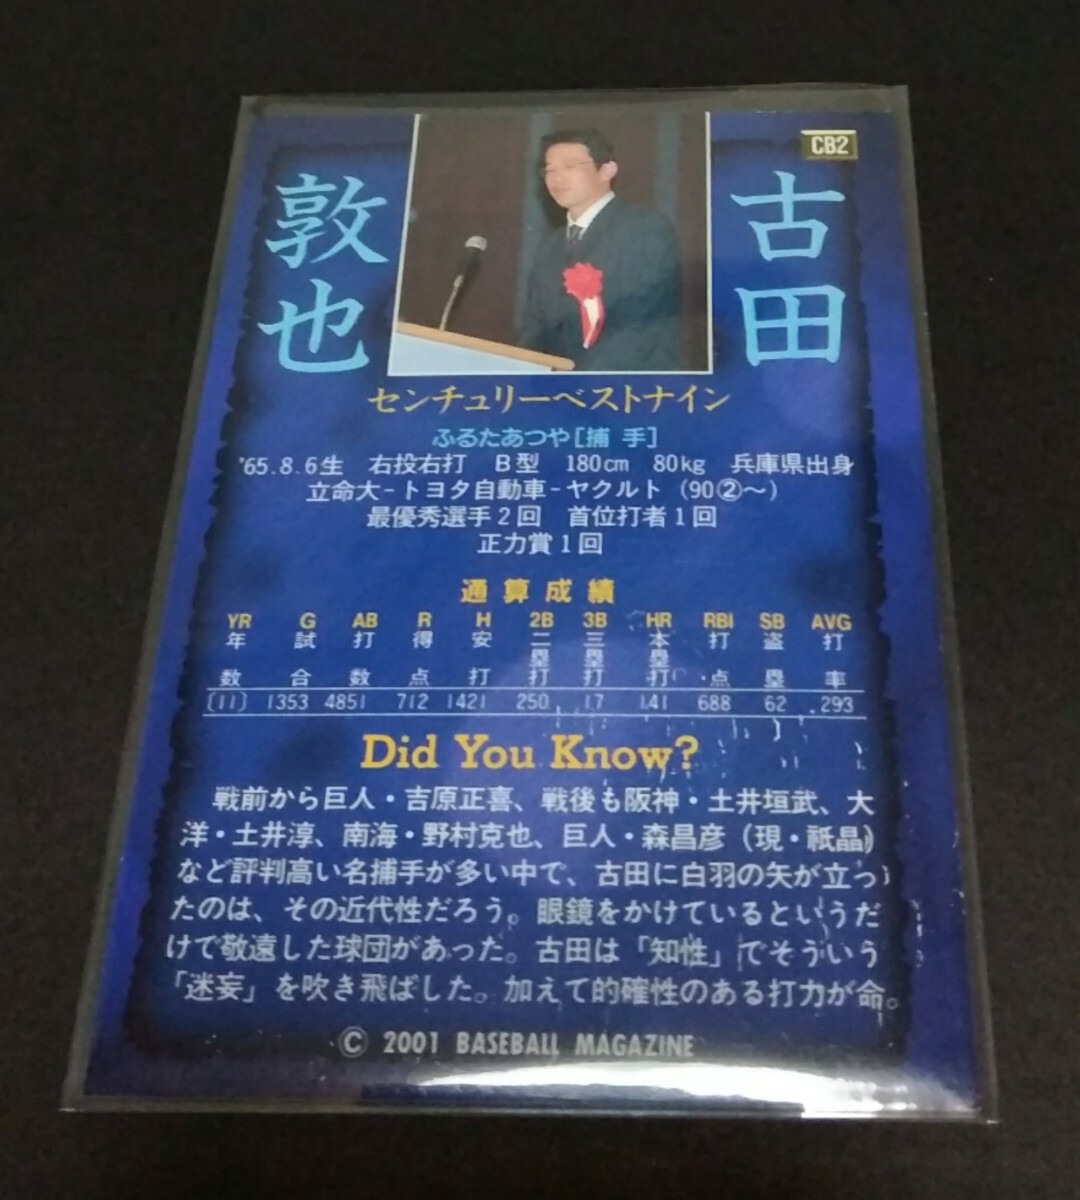 CB2
古田
敦也
センチュリーベストナイン
ふるたあつや[捕 手]
'65.8.6生 右投右打 B型 180cm 80kg 兵庫県出身
立命大-トヨタ自動車-ヤクルト (90②~)
最優秀選手2回 首位打者1回
正力賞1回
通算成績
YR G AB R H 2B 3B HR RBI SB AVG
年数 試合 打数 得点 安打 二塁打 三塁打 本塁打 打点 盗塁 打率
(11) 1353 4851 712 1421 250 17 141 688 62 .293
Did You Know?
戦前から巨人・吉原正喜、戦後も阪神・土井垣武、大
洋・土井淳、南海・野村克也、巨人・森昌彦(現・祇晶)
など評判高い名捕手が多い中で、古田に白羽の矢が立っ
たのは、その近代性だろう。眼鏡をかけているというだ
けで敬遠した球団があった。古田は「知性」でそういう
「迷妄」を吹き飛ばした。加えて的確性のある打力が命。
© 2001 BASEBALL MAGAZINE